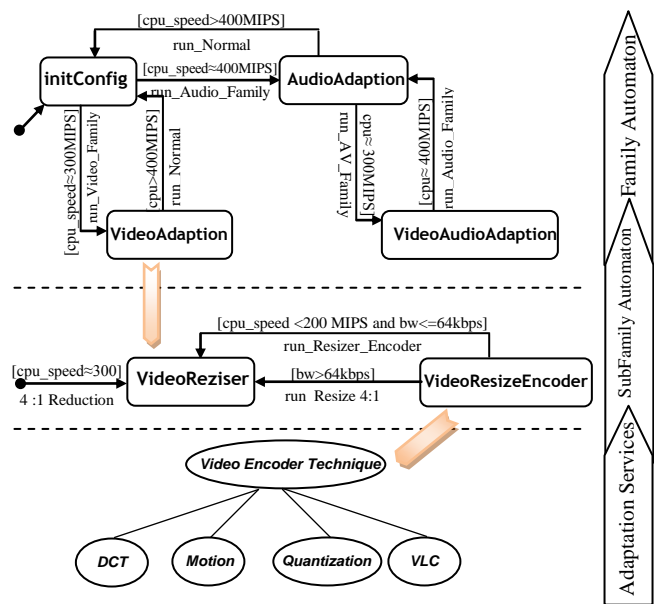 [cpu_speed>400MIPS]
run_Normal
initConfig
[cpu_speed≈400MIPS]
run_Audio_Family
AudioAdaption
[cpu_speed≈300MIPS]
run_Video_Family
[cpu>400MIPS]
run_Normal
cpu≈300MIPS]
run_AV_Family
[cpu≈400MIPS]
run_Audio_Family
VideoAdaption
VideoAudioAdaption
Family Automaton
[cpu_speed <200 MIPS and bw<=64kbps]
run_Resizer_Encoder
[cpu_speed≈300]
4 :1 Reduction
VideoReziser
[bw>64kbps]
run_Resize 4:1
VideoResizeEncoder
SubFamily Automaton
Video Encoder Technique
DCT
Motion
Quantization
VLC
Adaptation Services